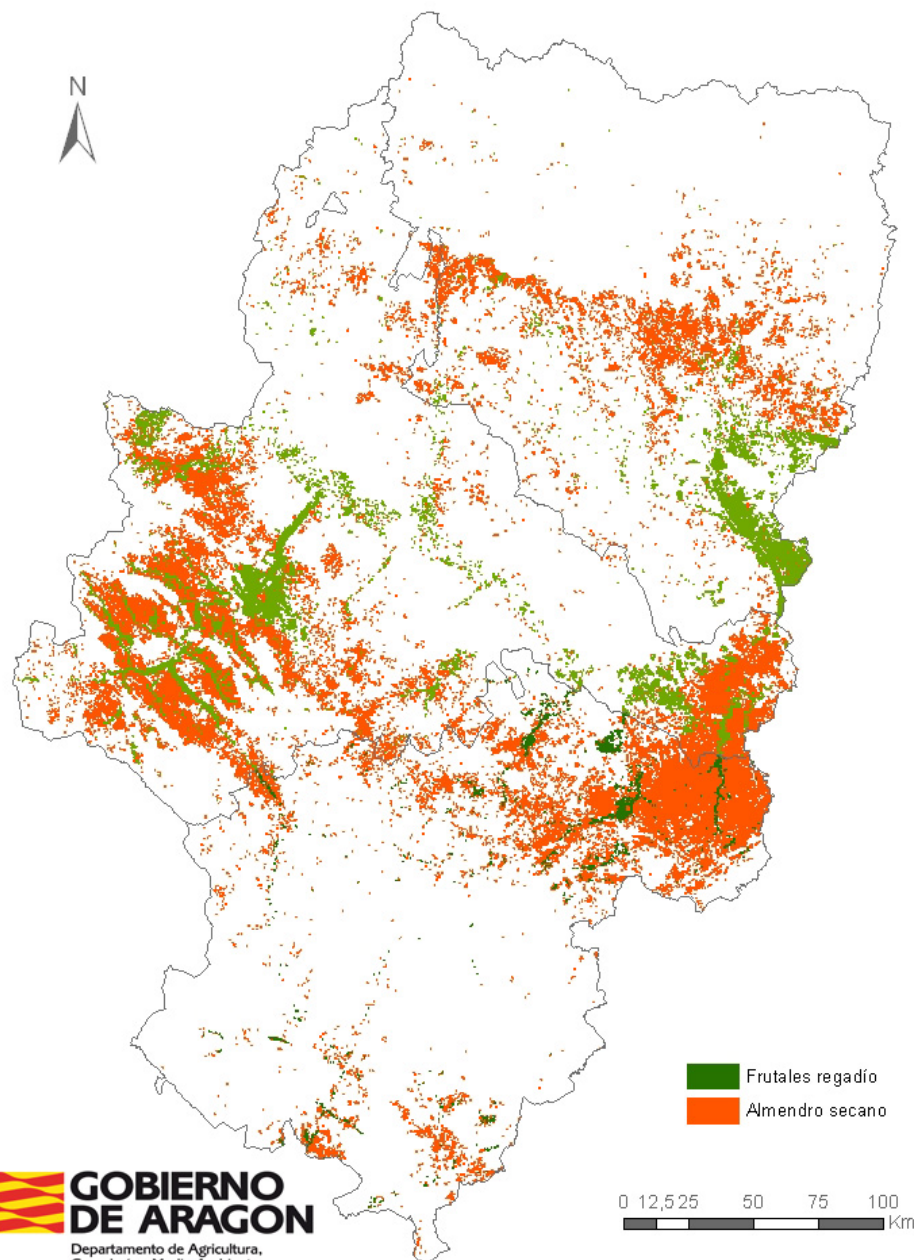 N
Frutales regadío
Almendro secano
0 12,5 25 50 75 100
Km
GOBIERNO
DE ARAGON
Departamento de Agricultura,